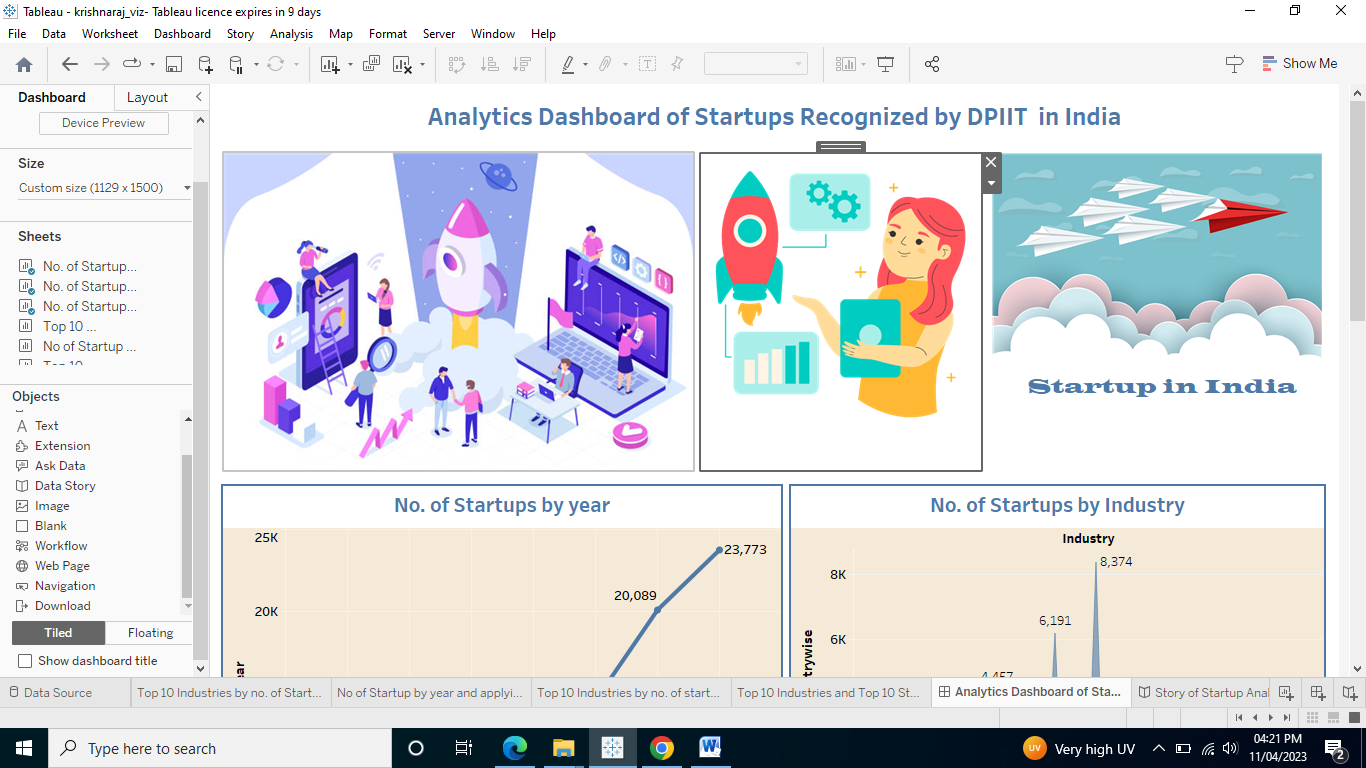 Tableau - krishnaraj_viz- Tableau licence expires in 9 days
File Data Worksheet Dashboard Story Analysis Map Format Server Window Help
Show Me
Dashboard Layout
Device Preview
Size
Custom size (1129 x 1500)
Sheets
No. of Startup...
No. of Startup...
No. of Startup...
Top 10 ...
No of Startup ...
Objects
Text
Extension
Ask Data
Data Story
Image
Blank
Workflow
Web Page
Navigation
Download
Tiled Floating
Show dashboard title
Analytics Dashboard of Startups Recognized by DPIIT in India
Startup in India
No. of Startups by year
25K
23,773
20,089
20K
No. of Startups by Industry
Industry
8K
8,374
6,191
6K
4,457
Data Source
Top 10 Industries by no. of Start...
No of Startup by year and applyi...
Top 10 Industries by no. of start...
Top 10 Industries and Top 10 St...
Analytics Dashboard of Sta...
Story of Startup Anal
Type here to search
UV
Very high UV
04:21 PM
11/04/2023
2